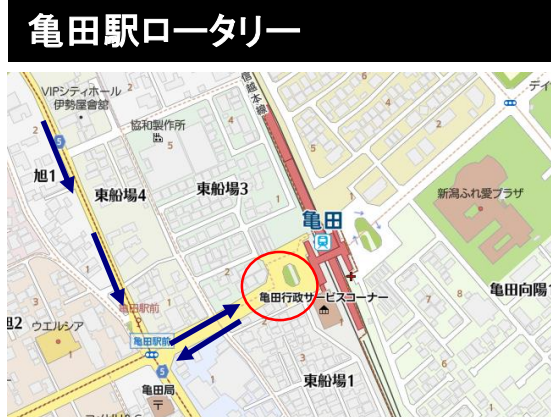 亀田駅ロータリー
VIPシティホール
伊勢屋會館
信越本線
協和製作所
5
旭1
東船場4
東船場3
新潟ふれ愛プラザ
亀田
亀田行政サービスコーナー
亀田向陽
亀田駅前
ウエルシア
亀田駅前
5
亀田局
東船場1